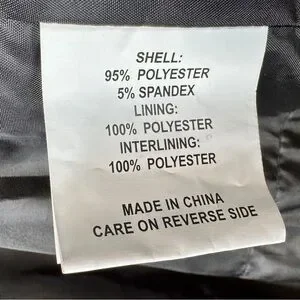 SHELL:
95% POLYESTER
5% SPANDEX
LINING:
100% POLYESTER
INTERLINING:
100% POLYESTER
MADE IN CHINA
CARE ON REVERSE SIDE